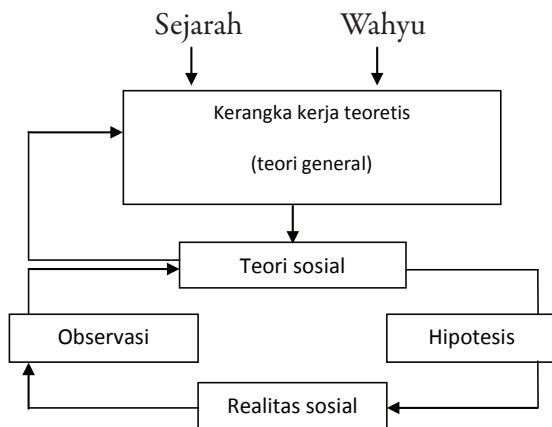 Sejarah
Wahyu
Kerangka kerja teoretis
(teori general)
Teori sosial
Observasi
Hipotesis
Realitas sosial